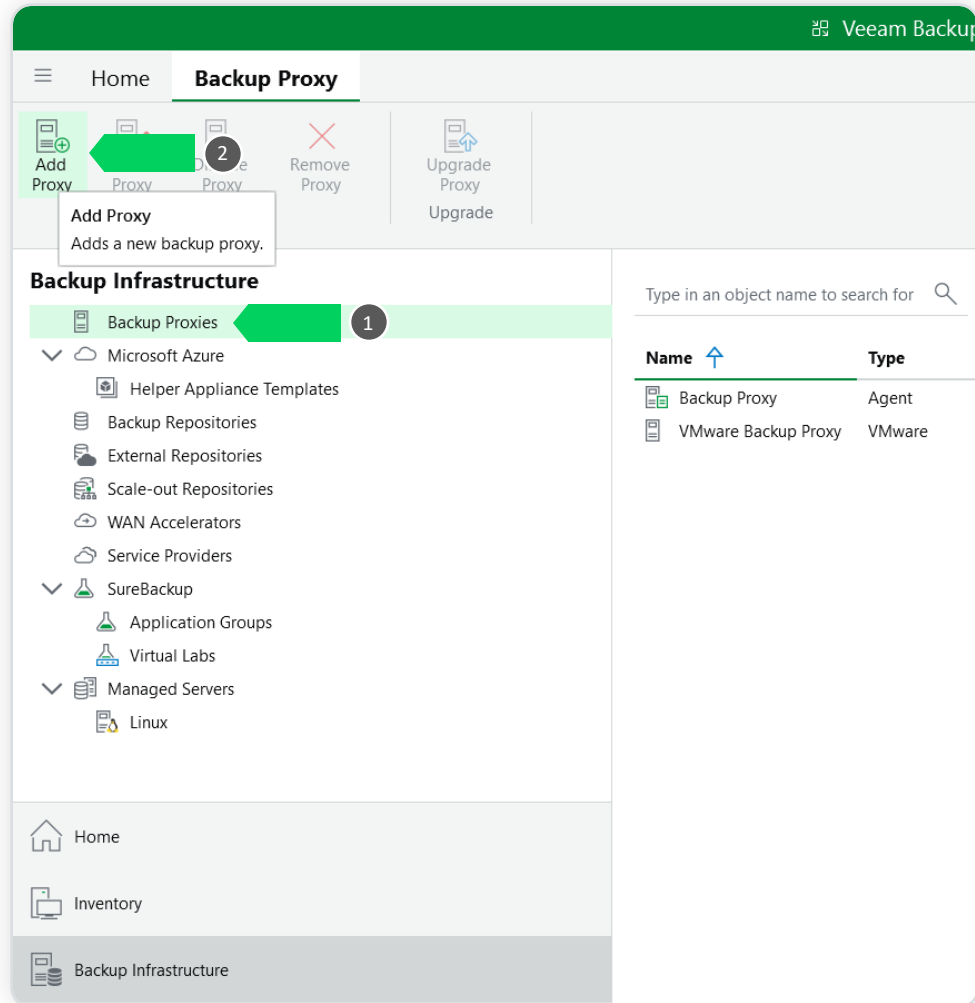 Veeam Backup
Home
Backup Proxy
Add
Proxy
Proxy
Proxy
Remove
Proxy
Upgrade
Proxy
Upgrade
2
Add Proxy
Adds a new backup proxy.
Backup Infrastructure
Backup Proxies
1
Microsoft Azure
Helper Appliance Templates
Backup Repositories
External Repositories
Scale-out Repositories
WAN Accelerators
Service Providers
SureBackup
Application Groups
Virtual Labs
Managed Servers
Linux
Home
Inventory
Backup Infrastructure
Type in an object name to search for
Name Type
Backup Proxy Agent
VMware Backup Proxy VMware